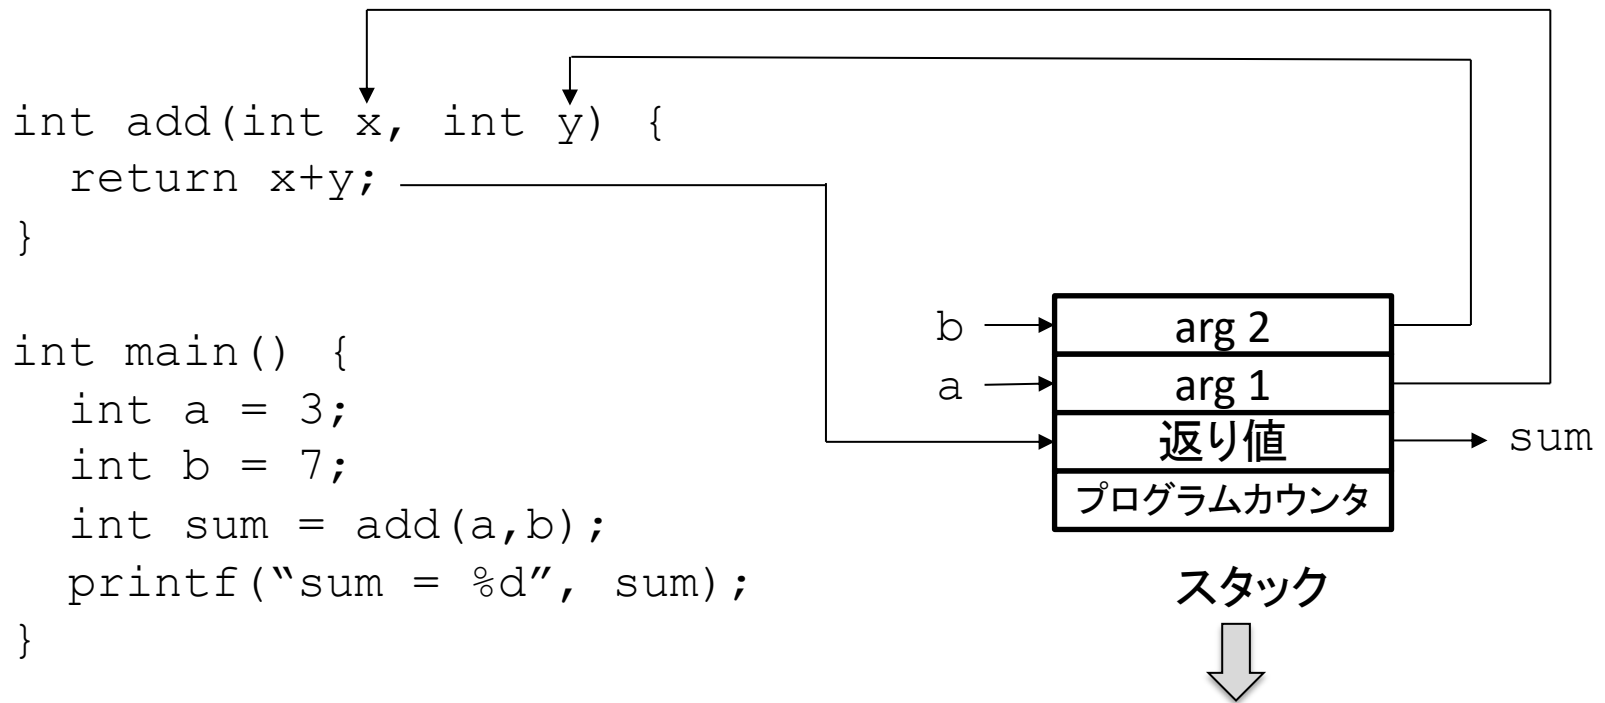 int add(int x, int y) {
  return x+y;
}
int main() {
  int a = 3;
  int b = 7;
  int sum = add(a,b);
  printf(“sum = %d”, sum);
}
b
arg 2
a
arg 1
返り値
sum
プログラムカウンタ
スタック